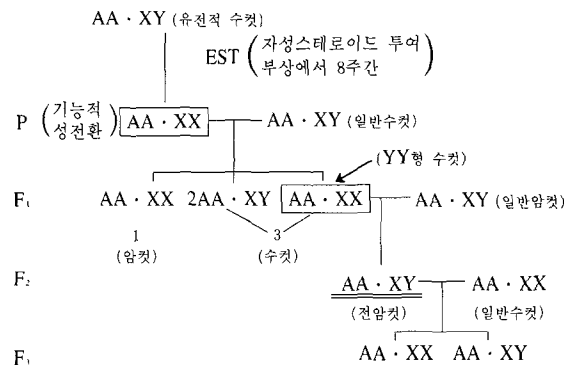 AA · XY (유전적 수컷)
EST (자성스테로이드 투여
부상에서 8주간)
P (기능적 성전환) AA · XX AA · XY (일반수컷)
(YY형 수컷)
F₁ AA · XX 2AA · XY AA · XX AA · XY (일반암컷)
1 3
(암컷) (수컷)
F₂ AA · XY AA · XX
(전암컷) (일반수컷)
F₃ AA · XX AA · XY